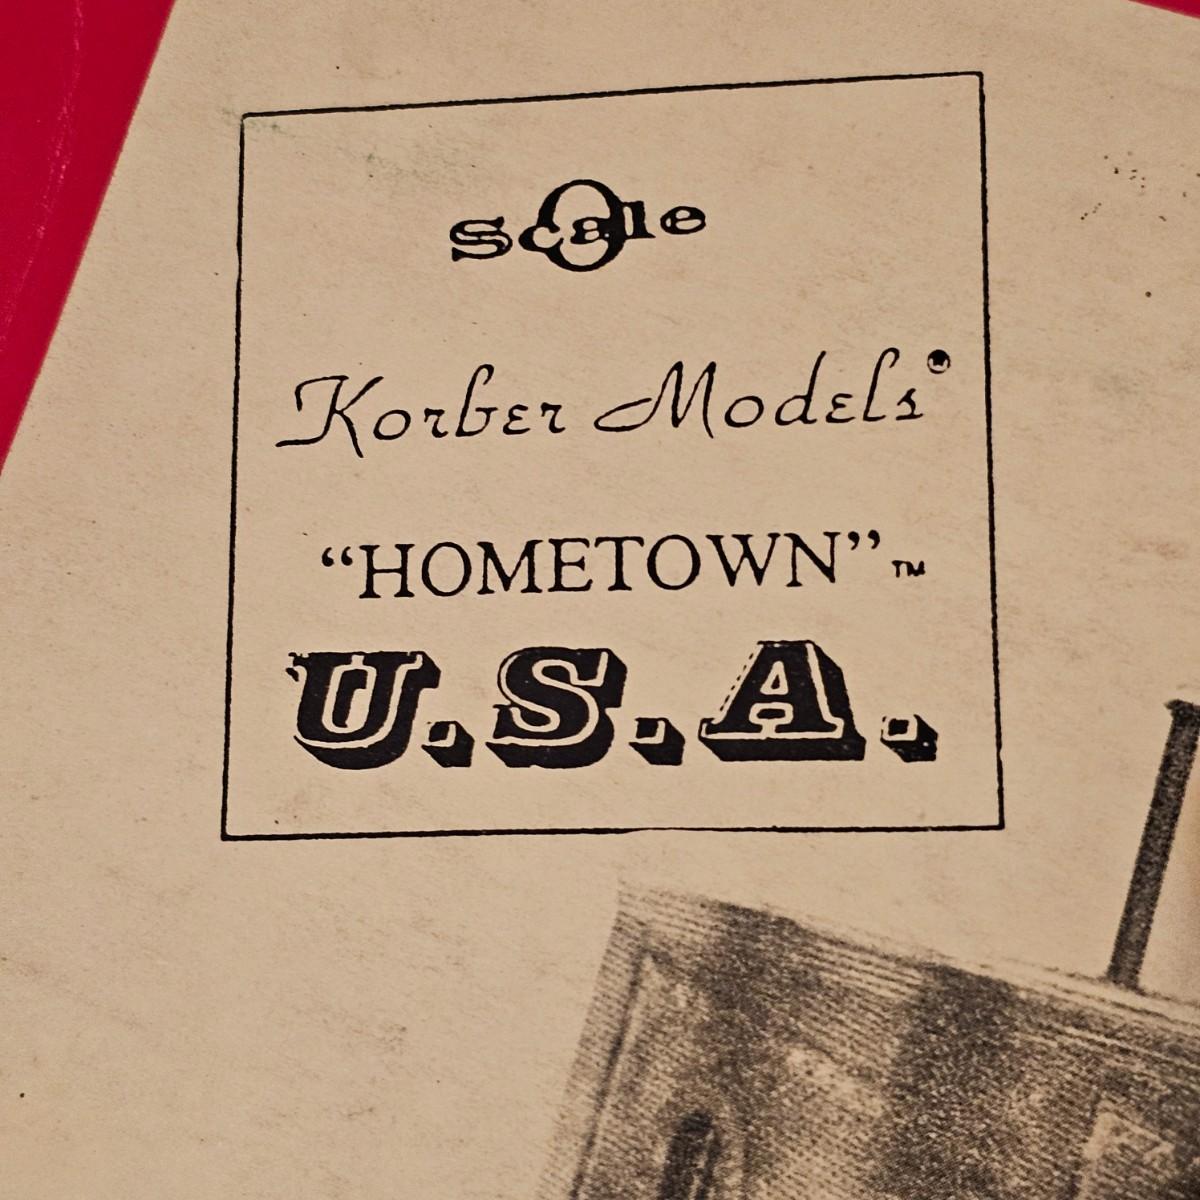 O Scale
Korber Models®
“HOMETOWN”™
U.S.A.